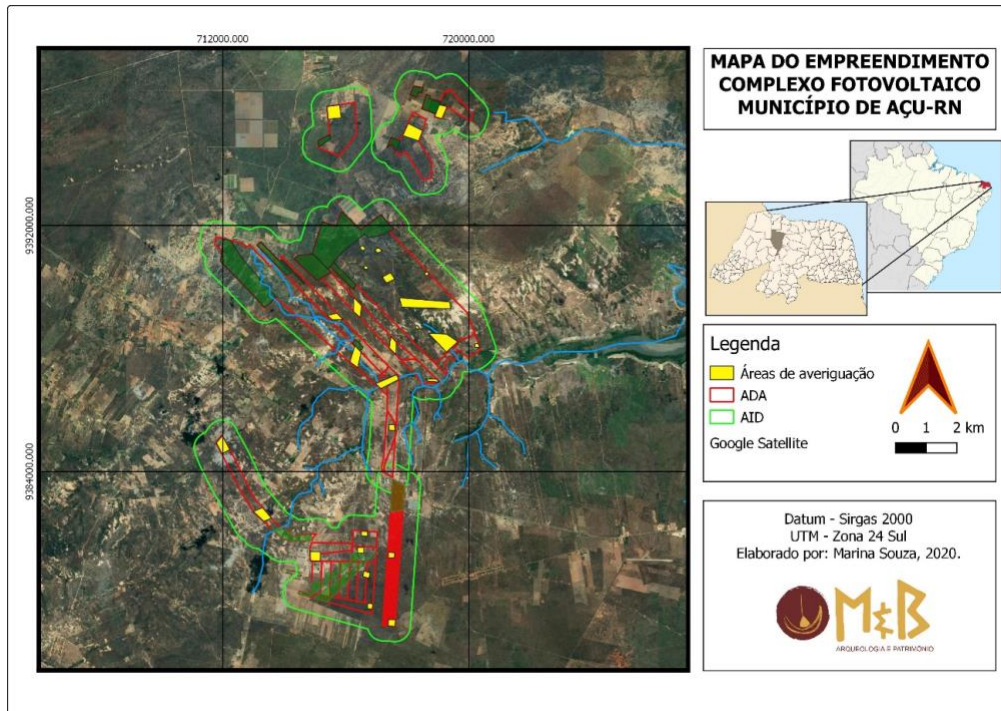 712000.000
720000.000
9392000.000
9384000.000
MAPA DO EMPREENDIMENTO
COMPLEXO FOTOVOLTAICO
MUNICÍPIO DE AÇU-RN
Legenda
Áreas de averiguação
ADA
AID
Google Satellite
0 1 2 km
Datum - Sirgas 2000
UTM - Zona 24 Sul
Elaborado por: Marina Souza, 2020.
M&B
ARQUEOLOGIA E PATRIMÔNIO